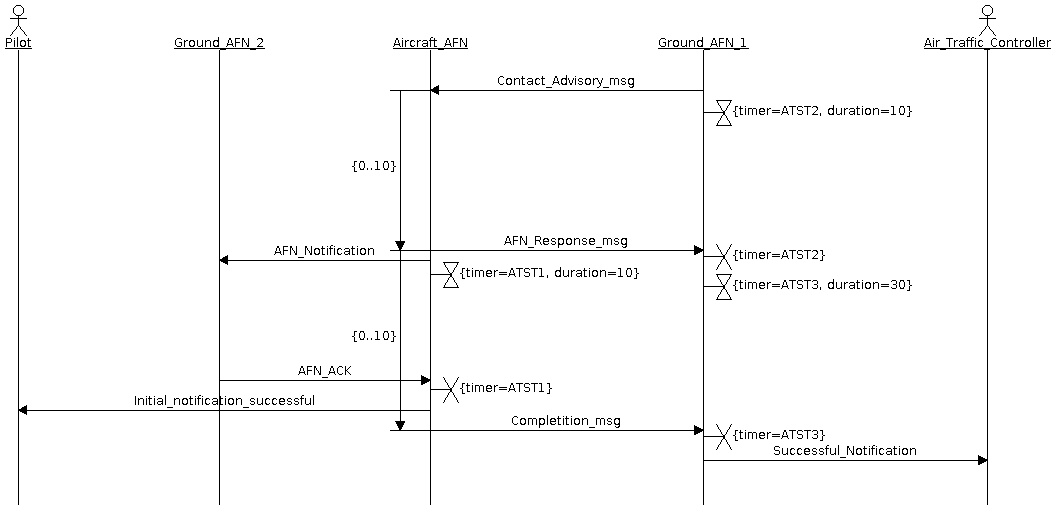 Pilot
Ground_AFN_2
Aircraft_AFN
Ground_AFN_1
Air_Traffic_Controller
Contact_Advisory_msg
{timer=ATST2, duration=10}
{0..10}
AFN_Response_msg
AFN_Notification
{timer=ATST2}
{timer=ATST1, duration=10}
{timer=ATST3, duration=30}
{0..10}
AFN_ACK
{timer=ATST1}
Initial_notification_successful
Completition_msg
{timer=ATST3}
Successful_Notification